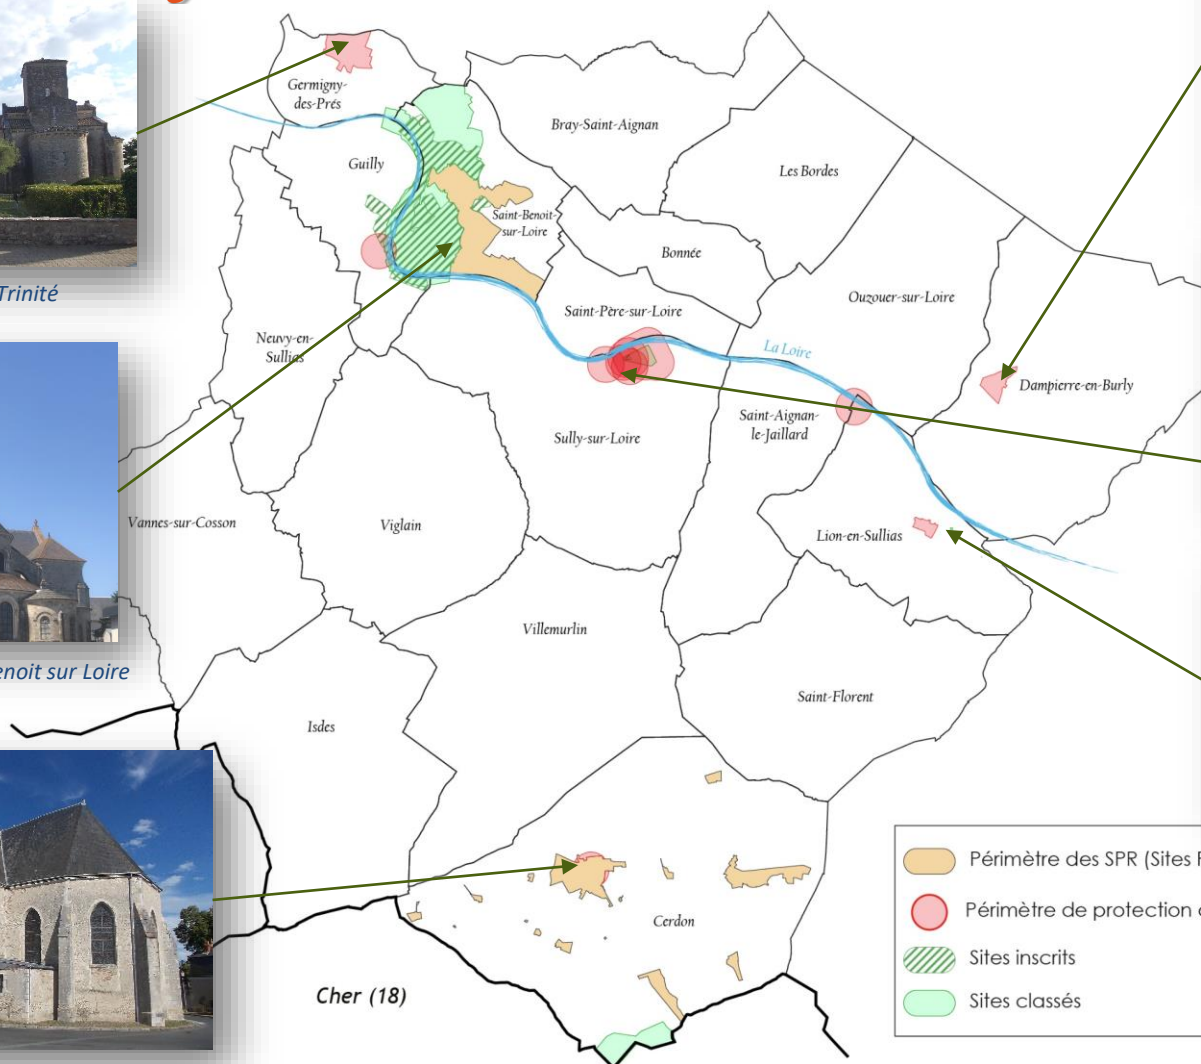 Germigny-
des-Prés
Bray-Saint-Aignan
Guilly
Les Bordes
Saint-Benoit-
sur-Loire
Bonnée
Trinité
Ouzouer-sur-Loire
Saint-Père-sur-Loire
Neuvy-en-
Sullias
La Loire
Dampierre-en-Burly
Saint-Aignan-
le-Jaillard
Sully-sur-Loire
Vannes-sur-Cosson
Viglain
Lion-en-Sullias
Villemurlin
enoit sur Loire
Saint-Florent
Isdes
Cerdon
Cher (18)
Périmètre des SPR (Sites
Périmètre de protection
Sites inscrits
Sites classés